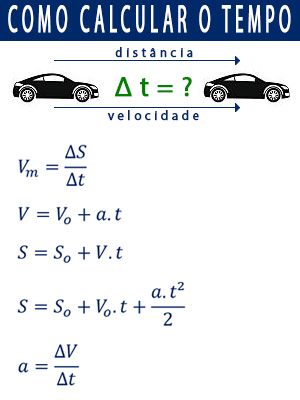 COMO CALCULAR O TEMPO
distância
Δ t = ?
velocidade
Vₘ = ΔS/Δt
V = Vₒ + a.t
S = Sₒ + V.t
S = Sₒ + Vₒ.t + a.t²/2
a = ΔV/Δt